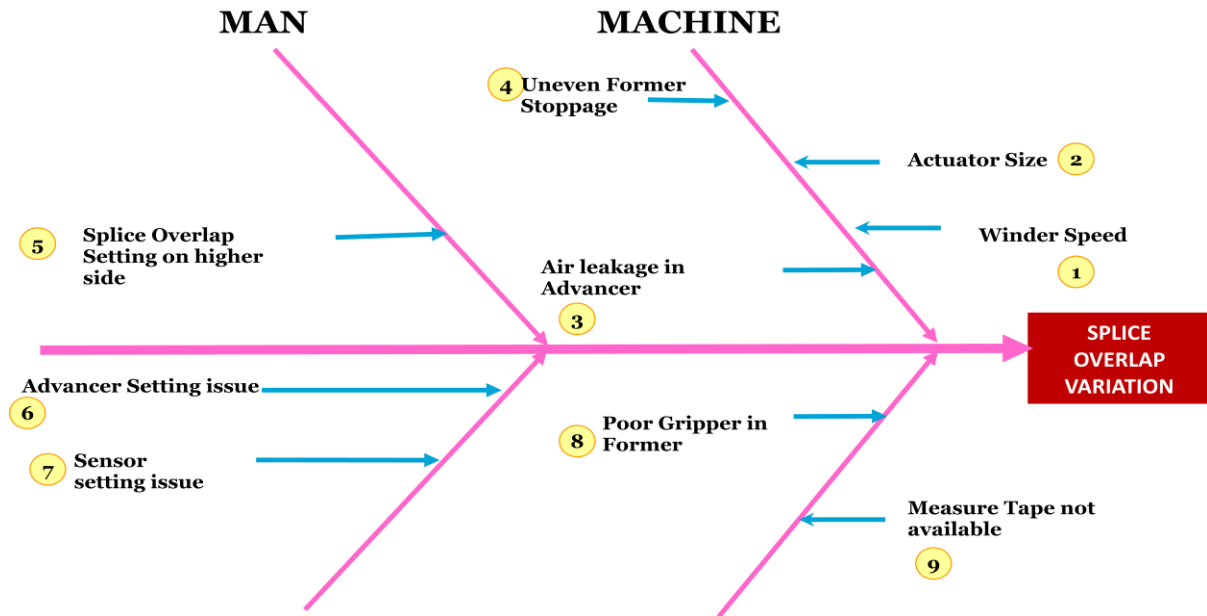 MAN
MACHINE
4
Uneven Former
Stoppage
Actuator Size
2
5
Splice Overlap
Setting on higher
side
Winder Speed
1
Air leakage in
Advancer
3
SPLICE
OVERLAP
VARIATION
Advancer Setting issue
6
7
Sensor
setting issue
8
Poor Gripper in
Former
Measure Tape not
available
9